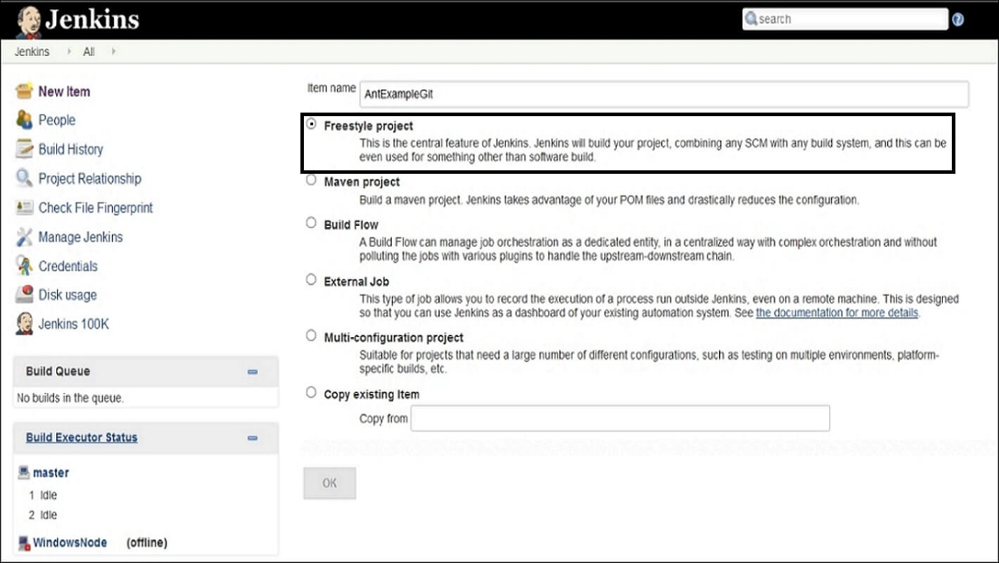 Jenkins
search
Jenkins
All
New Item
People
Build History
Project Relationship
Check File Fingerprint
Manage Jenkins
Credentials
Disk usage
Jenkins 100K
Build Queue
No builds in the queue.
Build Executor Status
master
1 Idle
2 Idle
WindowsNode (offline)
Item name AntExampleGit
Freestyle project
This is the central feature of Jenkins. Jenkins will build your project, combining any SCM with any build system, and this can be
even used for something other than software build.
Maven project
Build a maven project. Jenkins takes advantage of your POM files and drastically reduces the configuration.
Build Flow
A Build Flow can manage job orchestration as a dedicated entity, in a centralized way with complex orchestration and without
polluting the jobs with various plugins to handle the upstream-downstream chain.
External Job
This type of job allows you to record the execution of a process run outside Jenkins, even on a remote machine. This is designed
so that you can use Jenkins as a dashboard of your existing automation system. See the documentation for more details.
Multi-configuration project
Suitable for projects that need a large number of different configurations, such as testing on multiple environments, platform-
specific builds, etc.
Copy existing Item
Copy from
OK